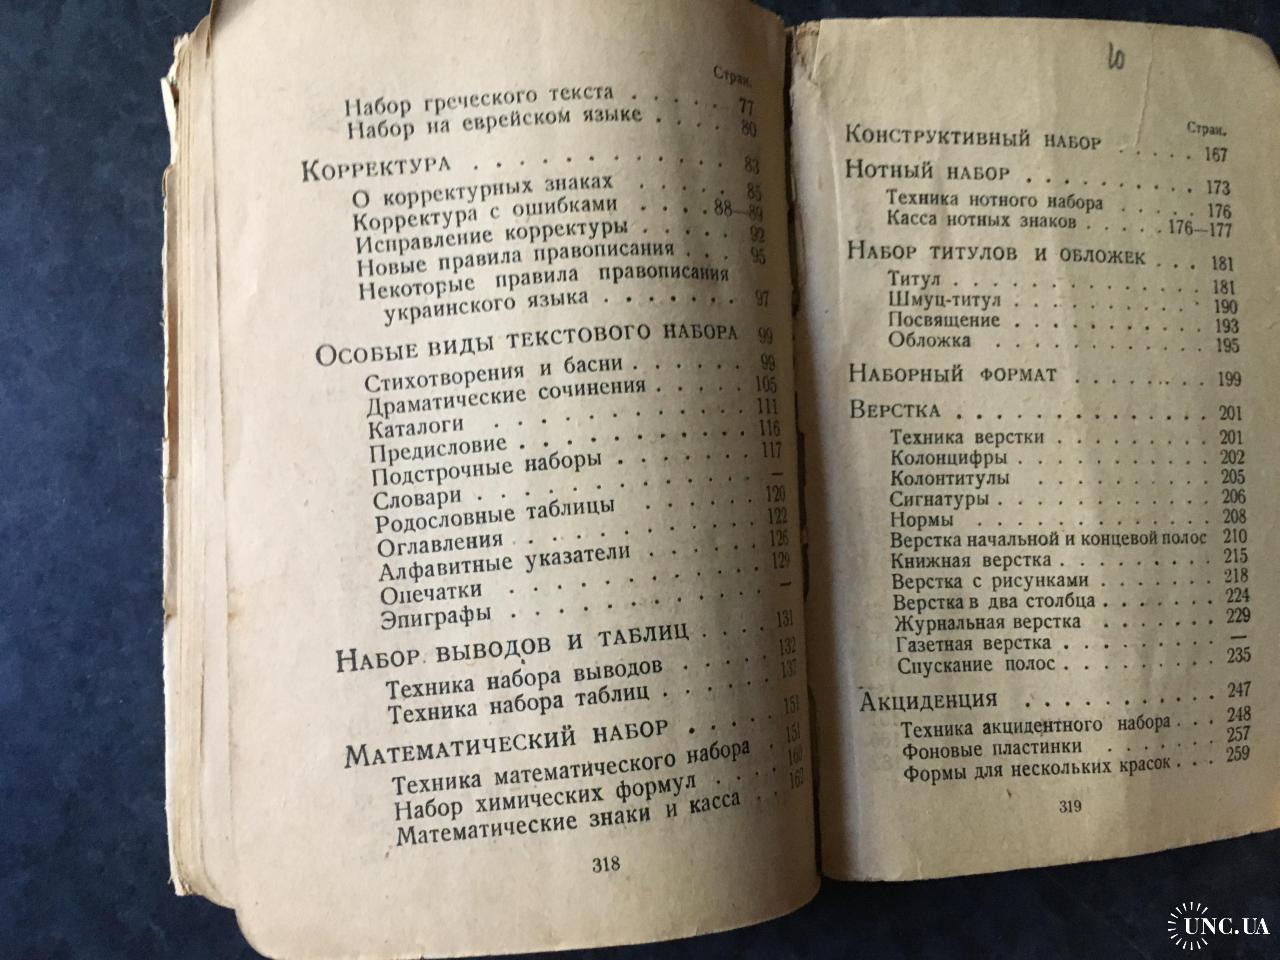 Стран.
Набор греческого текста . . . . . . 77
Набор на еврейском языке . . . . 80
Корректура . . . . . . . . . . . . 83
О корректурных знаках . . . . . . 85
Корректура с ошибками . . . . 88—89
Исправление корректуры . . . . . 92
Новые правила правописания . . . 95
Некоторые правила правописания
украинского языка . . . . . . . 97
Особые виды текстового набора 99
Стихотворения и басни . . . . . . 99
Драматические сочинения . . . . . 105
Каталоги . . . . . . . . . . . 111
Предисловие . . . . . . . . . . 116
Подстрочные наборы . . . . . . . 117
Словари . . . . . . . . . . . . —
Родословные таблицы . . . . . . 120
Оглавления . . . . . . . . . . 122
Алфавитные указатели . . . . . . 126
Опечатки . . . . . . . . . . . 129
Эпиграфы . . . . . . . . . . . —
Набор выводов и таблиц . . . . 131
Техника набора выводов . . . . . 132
Техника набора таблиц . . . . . . 137
Математический набор . . . . . 151
Техника математического набора . 151
Набор химических формул . . . . 160
Математические знаки и касса . . 162
318
10
Стран.
Конструктивный набор . . . . . 167
Нотный набор . . . . . . . . . 173
Техника нотного набора . . . . . 176
Касса нотных знаков . . . . . 176—177
Набор титулов и обложек . . . 181
Титул . . . . . . . . . . . . . 181
Шмуц-титул . . . . . . . . . . 190
Посвящение . . . . . . . . . . 193
Обложка . . . . . . . . . . . . 195
Наборный формат . . . . . . . 199
Верстка . . . . . . . . . . . . . 201
Техника верстки . . . . . . . . . 201
Колонцифры . . . . . . . . . . . 202
Колонтитулы . . . . . . . . . . 205
Сигнатуры . . . . . . . . . . . 206
Нормы . . . . . . . . . . . . . 208
Верстка начальной и концевой полос 210
Книжная верстка . . . . . . . . . 215
Верстка с рисунками . . . . . . . 218
Верстка в два столбца . . . . . . 224
Журнальная верстка . . . . . . . 229
Газетная верстка . . . . . . . . —
Спускание полос . . . . . . . . . 235
Акциденция . . . . . . . . . . 247
Техника акцидентного набора . . . 248
Фоновые пластинки . . . . . . . 257
Формы для нескольких красок . . . 259
319
UNC.UA